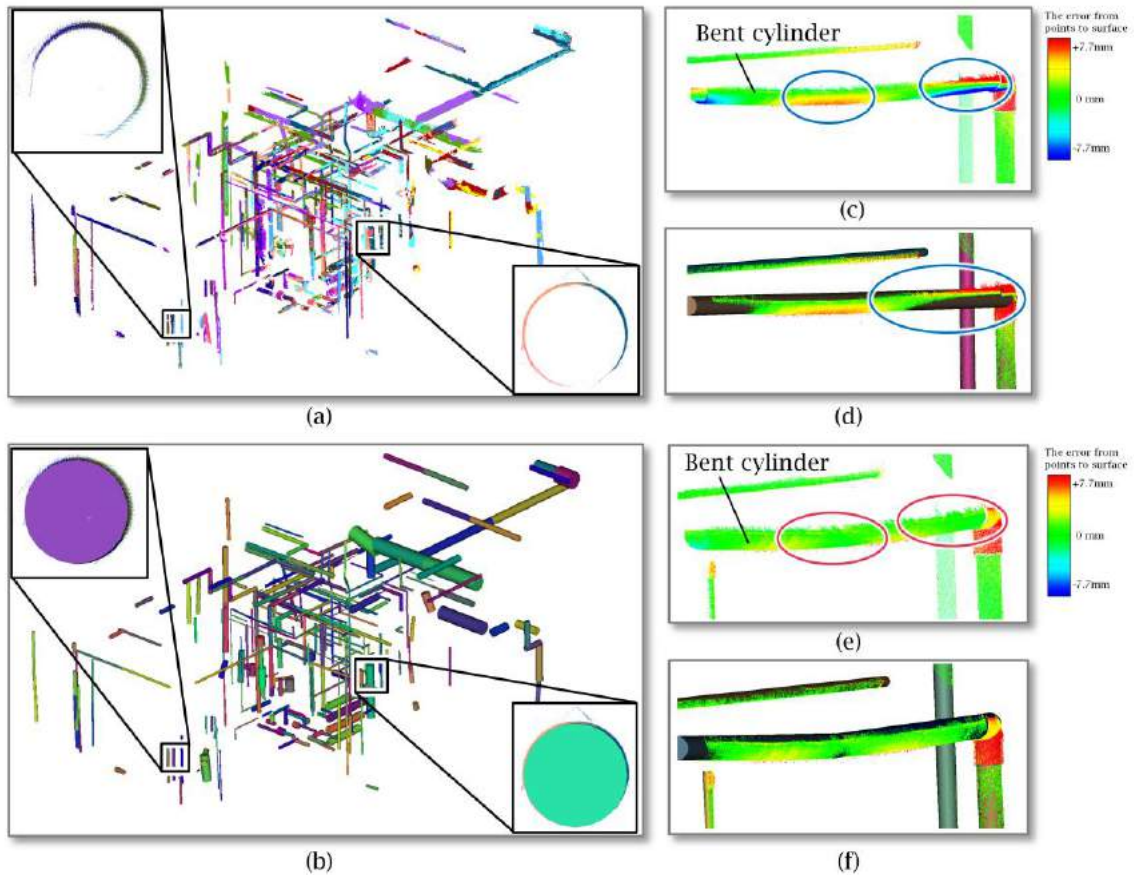 (a)
(b)
Bent cylinder
The error from
points to surface
+7.7mm
0 mm
-7.7mm
(c)
(d)
Bent cylinder
The error from
points to surface
+7.7mm
0 mm
-7.7mm
(e)
(f)